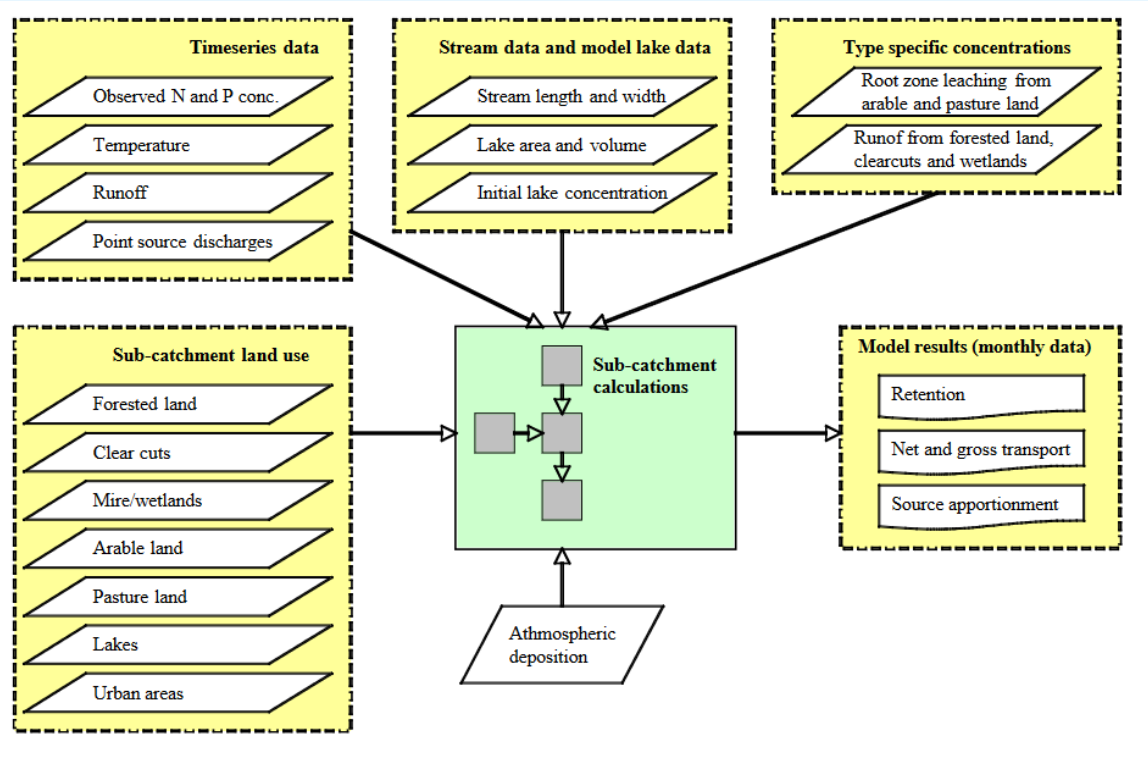 Timeseries data
Observed N and P conc.
Temperature
Runoff
Point source discharges
Stream data and model lake data
Stream length and width
Lake area and volume
Initial lake concentration
Type specific concentrations
Root zone leaching from
arable and pasture land
Runof from forested land,
clearcuts and wetlands
Sub-catchment land use
Forested land
Clear cuts
Mire/wetlands
Arable land
Pasture land
Lakes
Urban areas
Sub-catchment
calculations
Athmospheric
deposition
Model results (monthly data)
Retention
Net and gross transport
Source apportionment